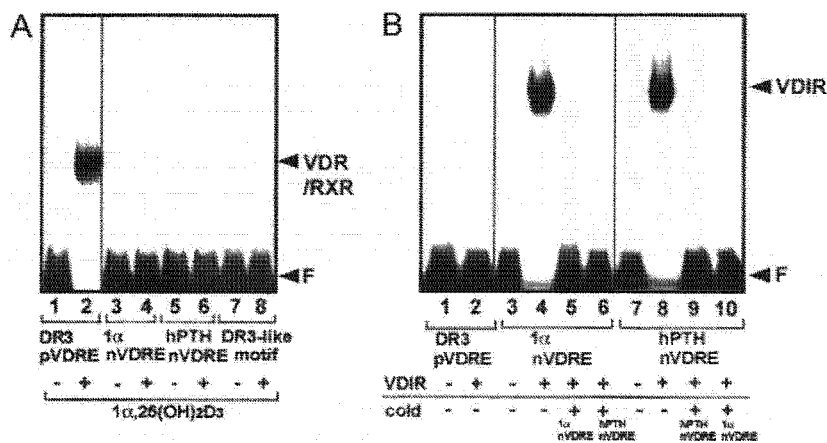 A
VDR
/RXR
F
1 2 3 4 5 6 7 8
DR3 pVDRE
1α nVDRE
hPTH nVDRE
DR3-like motif
- + - + - + - +
1α,25(OH)2D3
B
VDIR
F
1 2 3 4 5 6 7 8 9 10
DR3 pVDRE
1α nVDRE
hPTH nVDRE
VDIR - + - + + + - + + +
cold - - - - + + - - + +
1α nVDRE
hPTH nVDRE
hPTH nVDRE
1α nVDRE